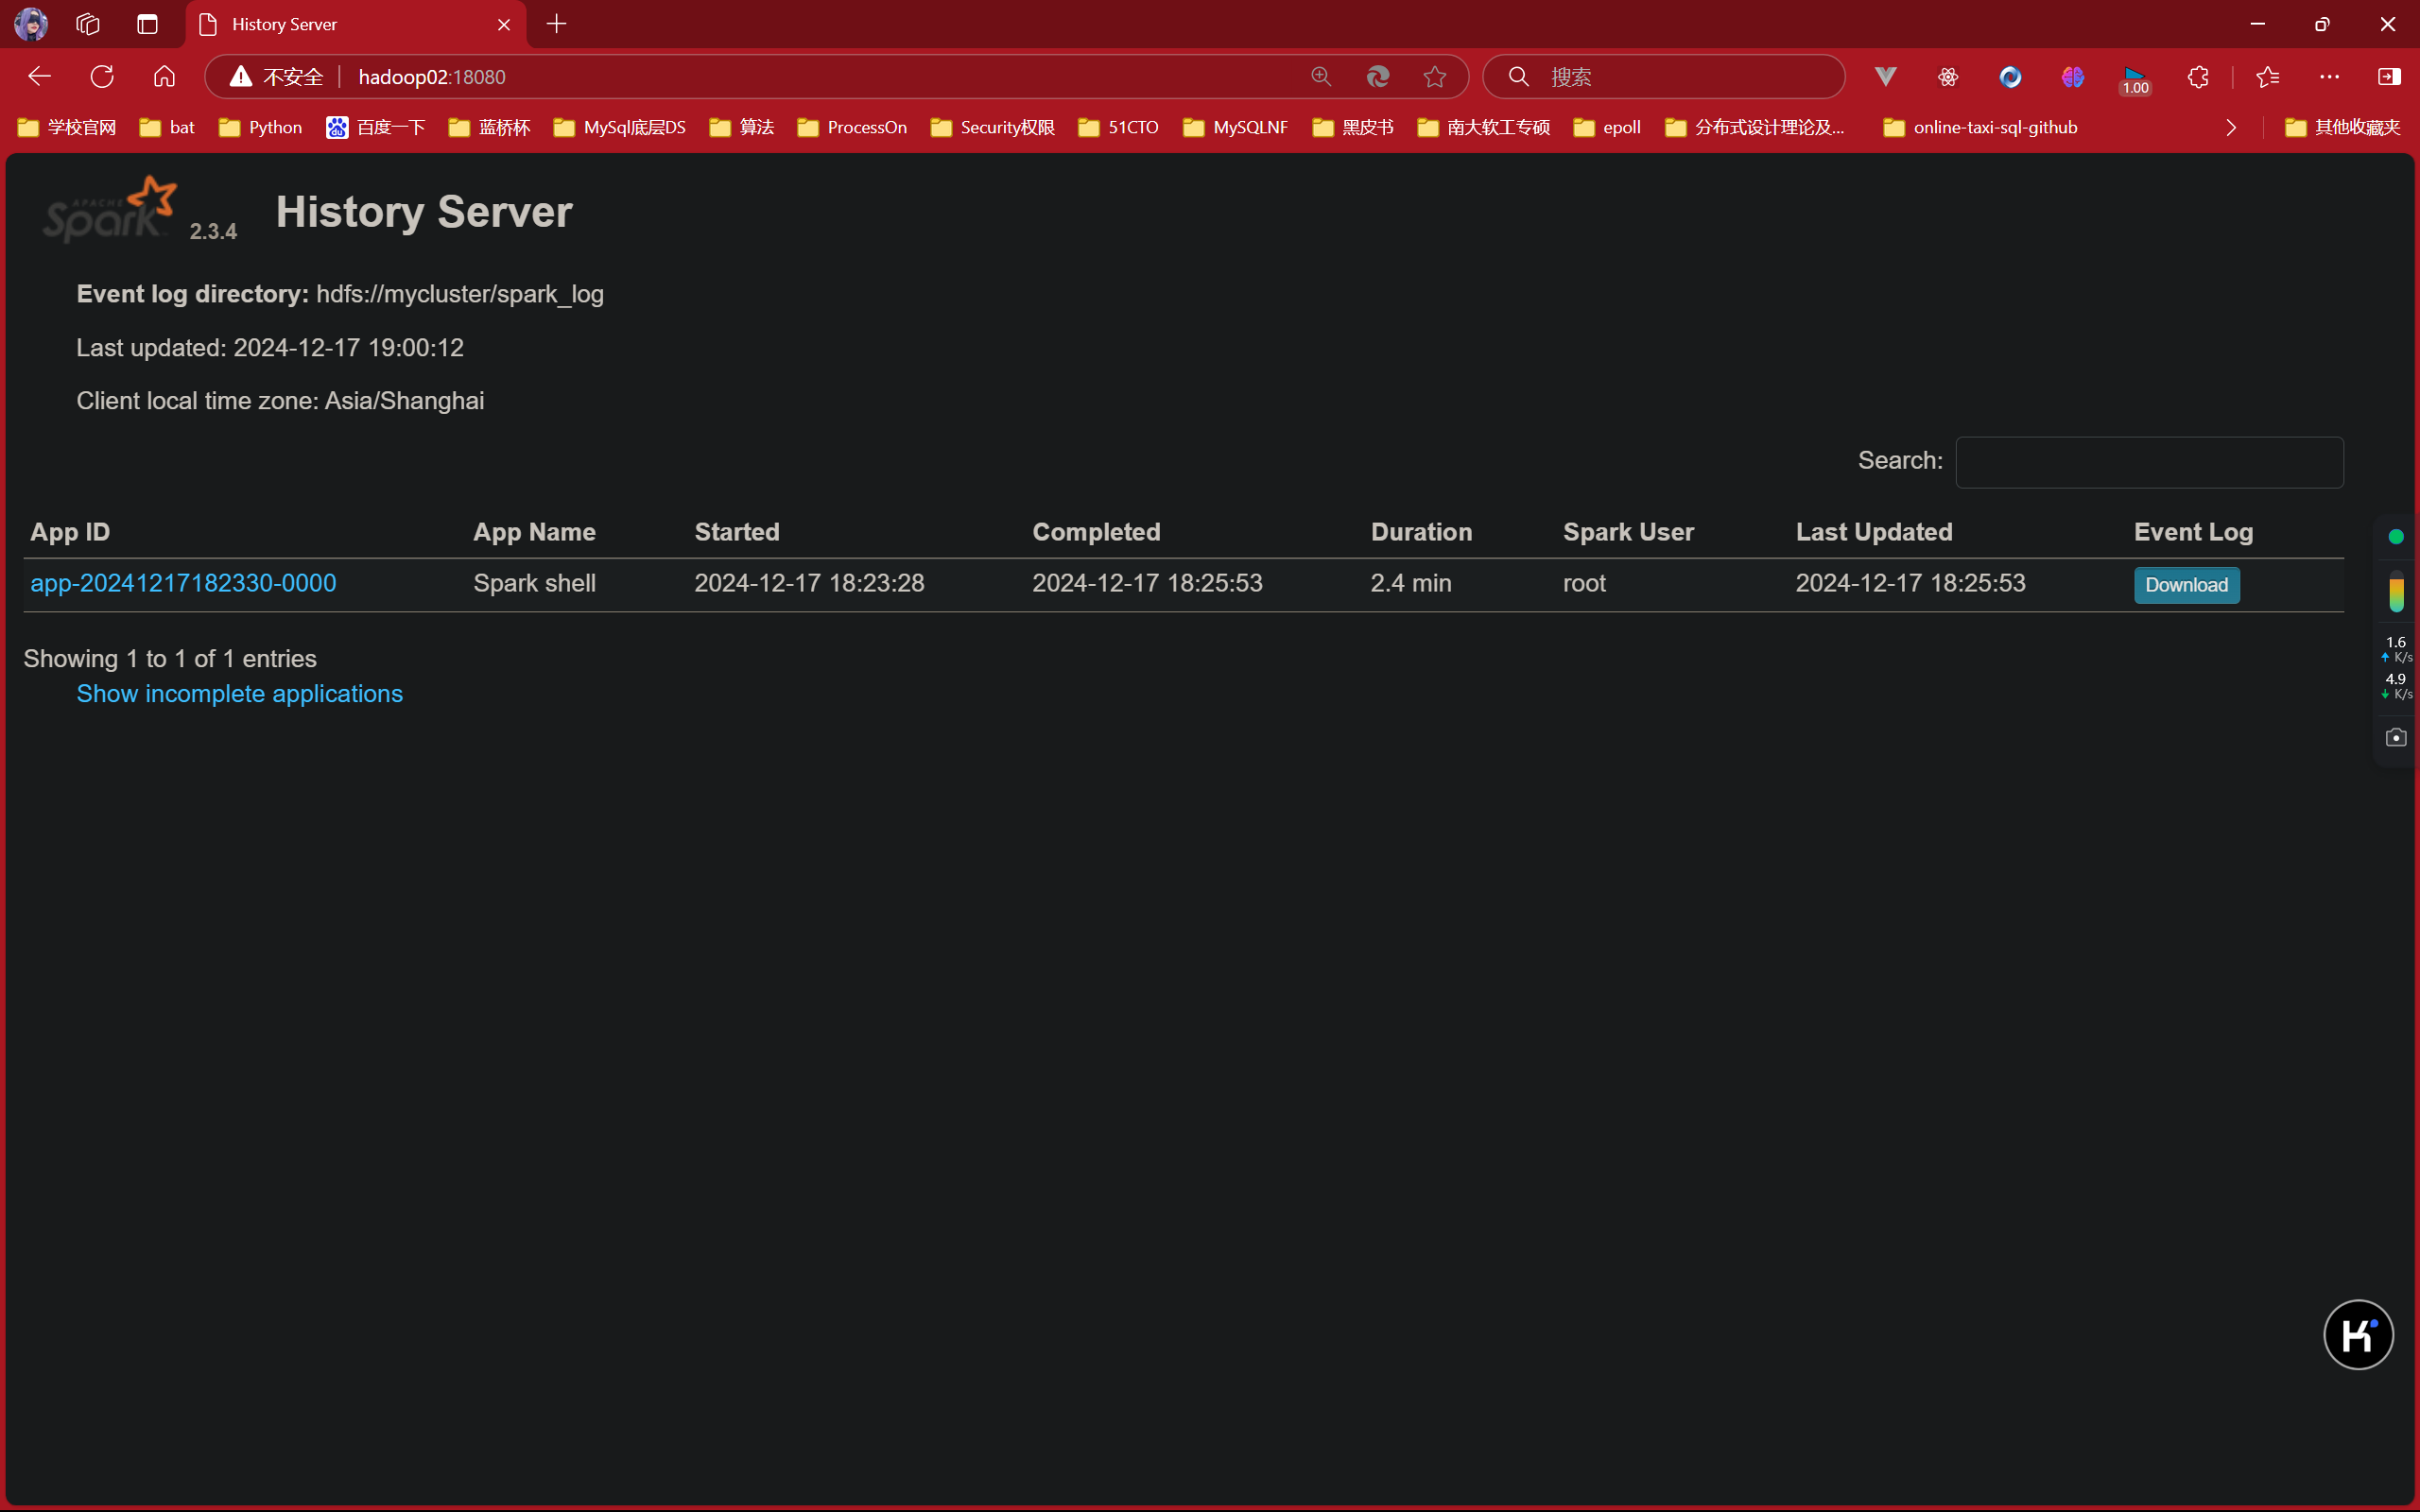 History Server
不安全 hadoop02:18080 搜索 1.00
学校官网 bat Python 百度一下 蓝桥杯 MySql底层DS 算法 ProcessOn Security权限 51CTO MySQLNF 黑皮书 南大软工专硕 epoll 分布式设计理论及... online-taxi-sql-github 其他收藏夹
APACHE Spark 2.3.4 History Server
Event log directory: hdfs://mycluster/spark_log
Last updated: 2024-12-17 19:00:12
Client local time zone: Asia/Shanghai
Search:
App ID App Name Started Completed Duration Spark User Last Updated Event Log
app-20241217182330-0000 Spark shell 2024-12-17 18:23:28 2024-12-17 18:25:53 2.4 min root 2024-12-17 18:25:53 Download
Showing 1 to 1 of 1 entries
Show incomplete applications
1.6
K/s
4.9
K/s
K